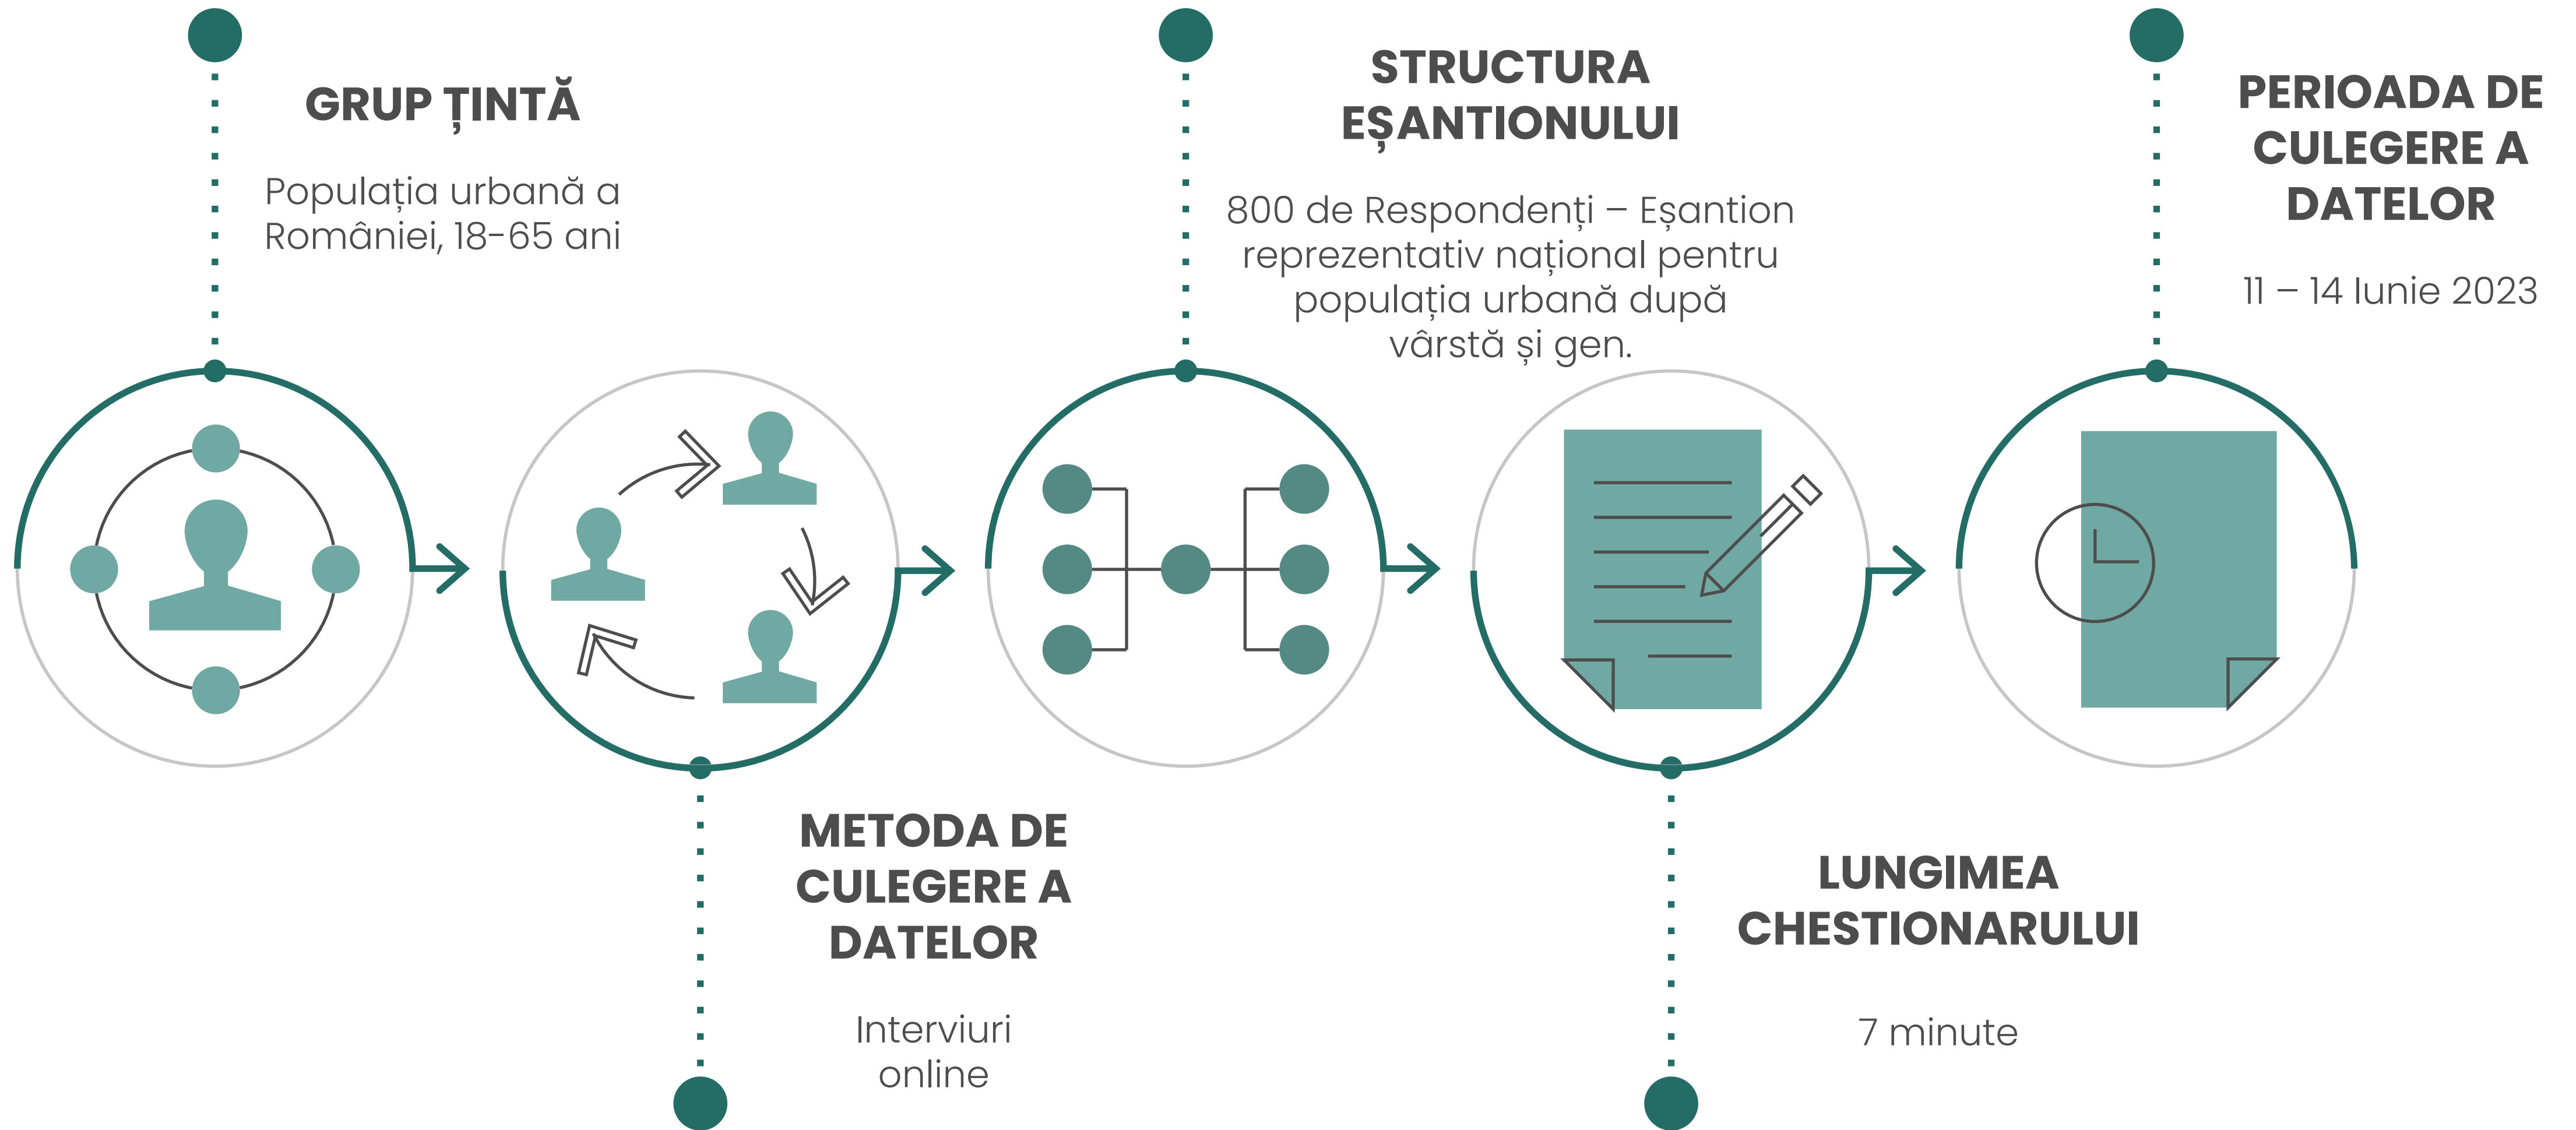 GRUP ȚINTĂ
Populația urbană a
României, 18-65 ani
METODA DE
CULEGERE A
DATELOR
Interviuri
online
STRUCTURA
EȘANTIONULUI
800 de Respondenți – Eșantion
reprezentativ național pentru
populația urbană după
vârstă și gen.
LUNGIMEA
CHESTIONARULUI
7 minute
PERIOADA DE
CULEGERE A
DATELOR
11 – 14 Iunie 2023